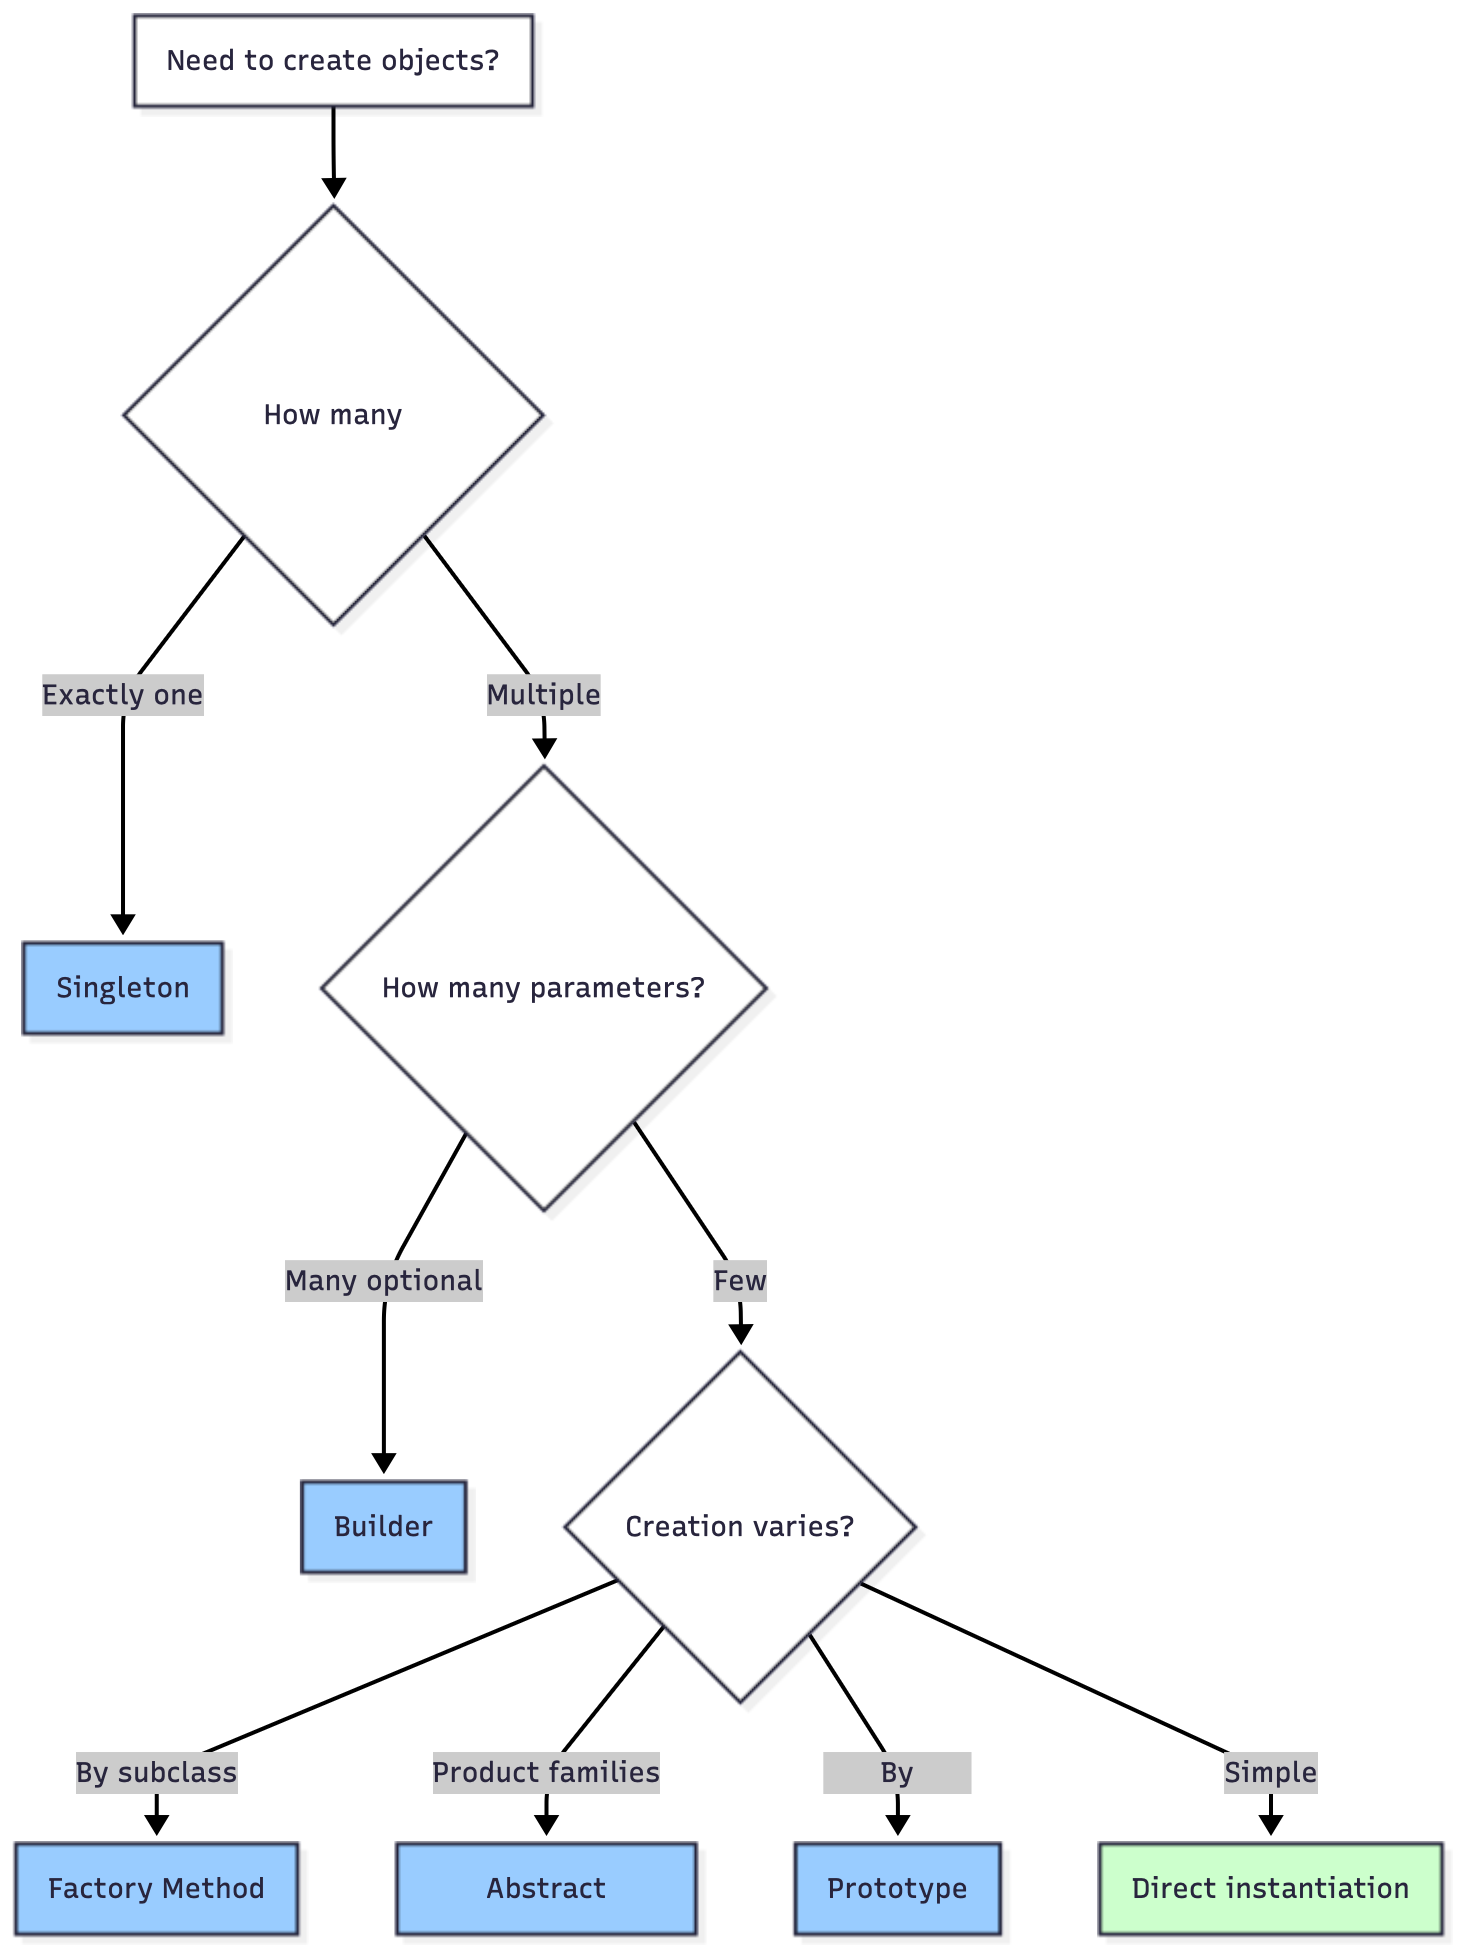 Need to create objects?
How many
Exactly one
Multiple
Singleton
How many parameters?
Many optional
Few
Builder
Creation varies?
By subclass
Product families
By
Simple
Factory Method
Abstract
Prototype
Direct instantiation